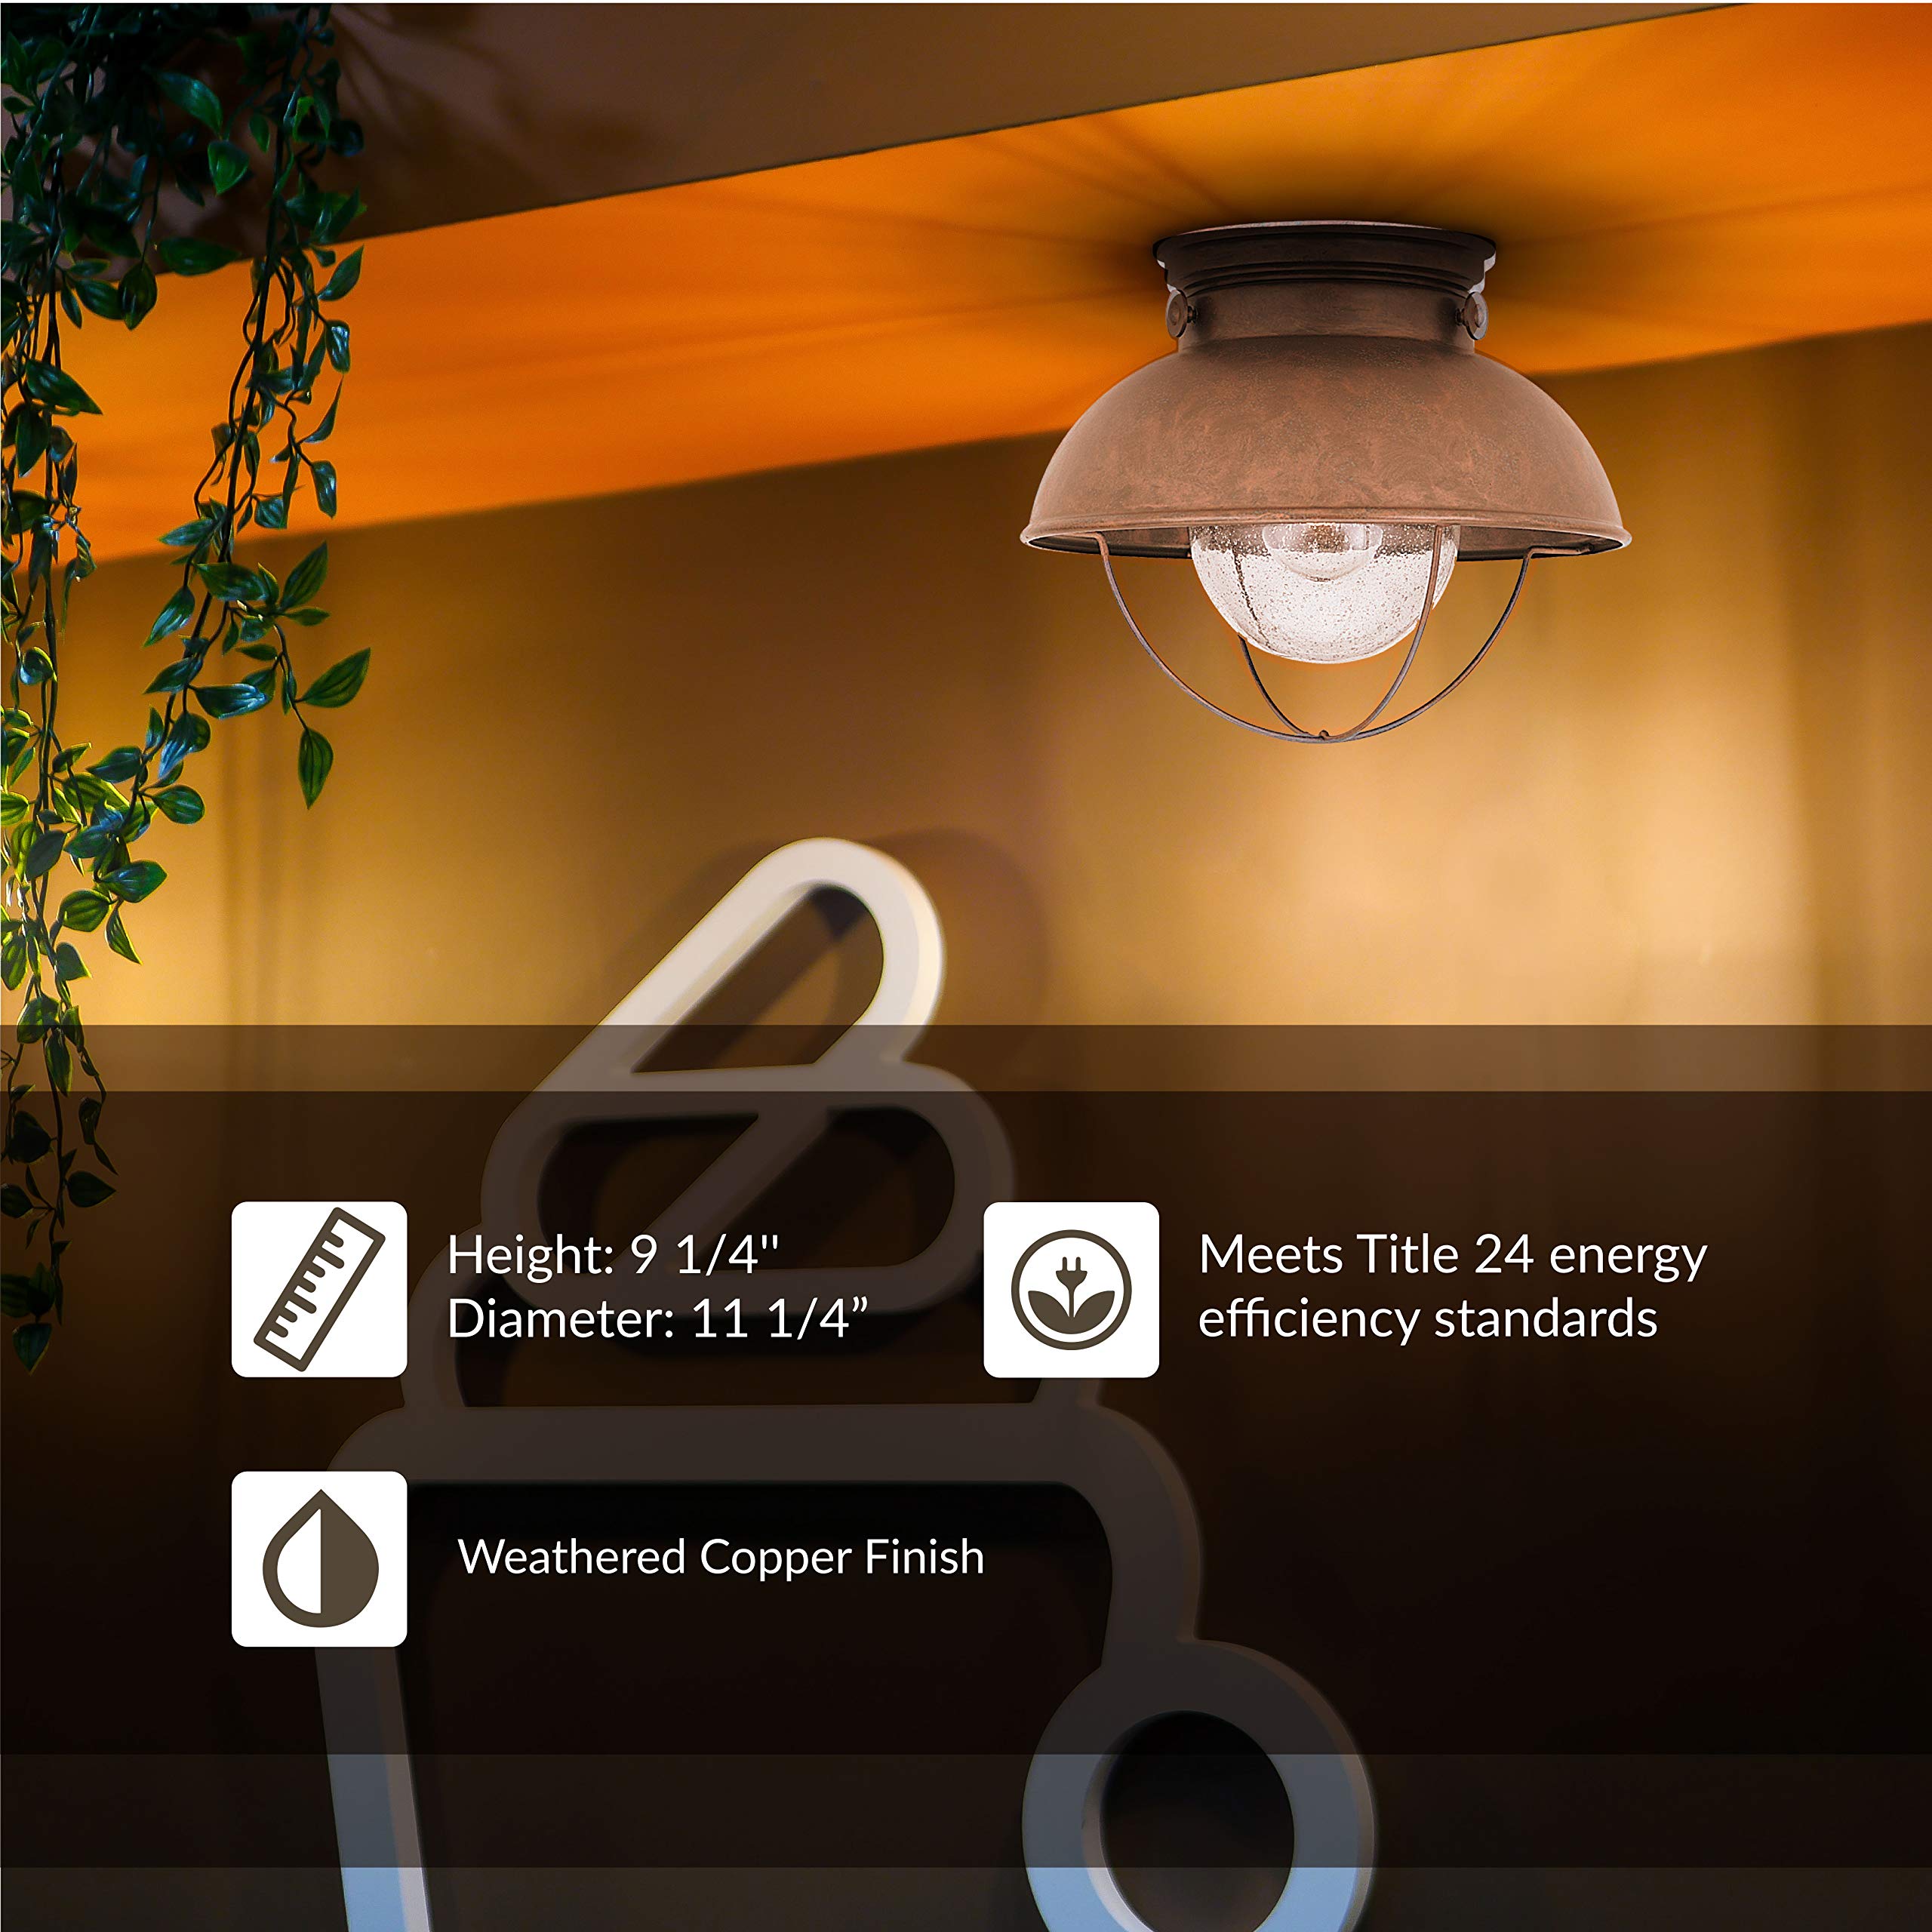 Height: 9 1/4"
Diameter: 11 1/4”
Meets Title 24 energy
efficiency standards
Weathered Copper Finish